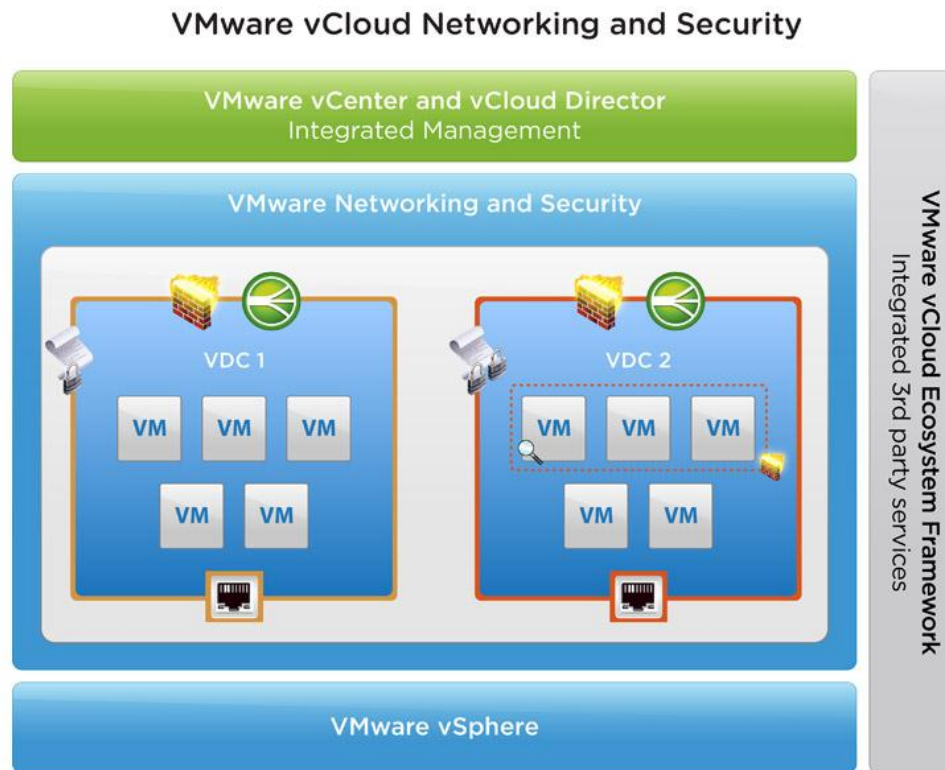 VMware vCloud Networking and Security
VMware vCenter and vCloud Director
Integrated Management
VMware Networking and Security
VDC 1
VM VM VM
VM VM
VDC 2
VM VM VM
VM VM
VMware vSphere
VMware vCloud Ecosystem Framework
Integrated 3rd party services